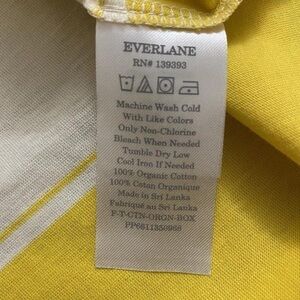 EVERLANE
RN# 139393
Machine Wash Cold
With Like Colors
Only Non-Chlorine
Bleach When Needed
Tumble Dry Low
Cool Iron If Needed
100% Organic Cotton
100% Coton Organique
Made in Sri Lanka
Fabriqué au Sri Lanka
F-T-CTN-ORGN-BOX
PP6611350968